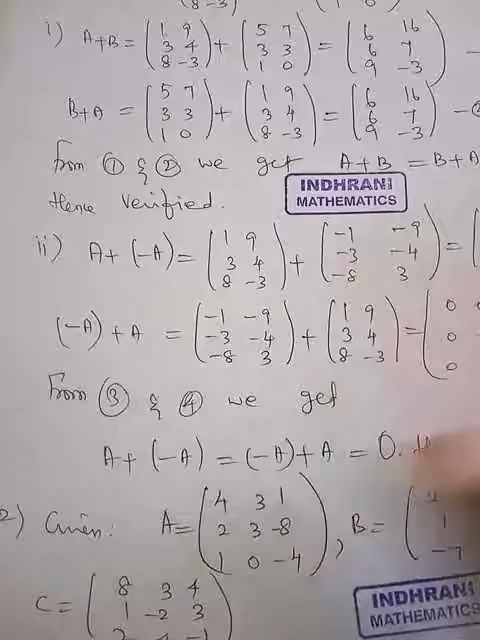 i) A+B = (1 9 3 4 8 -3) + (5 7 3 3 1 0) = (6 16 6 7 9 -3)
B+A = (5 7 3 3 1 0) + (1 9 3 4 8 -3) = (6 16 6 7 9 -3) - ②
From ① & ② we get A+B = B+A
INDHRANI
MATHEMATICS
Hence Verified.
ii) A+ (-A) = (1 9 3 4 8 -3) + (-1 -9 -3 -4 -8 3) =
(-A) + A = (-1 -9 -3 -4 -8 3) + (1 9 3 4 8 -3) = (0 0 0
From ③ & ④ we get
A+ (-A) = (-A)+A = 0.
2) Given: A = (4 3 1 2 3 -8 1 0 -4), B = ( 1 -7
C = (8 3 4 1 -2 3 -1)
INDHRANI
MATHEMATICS